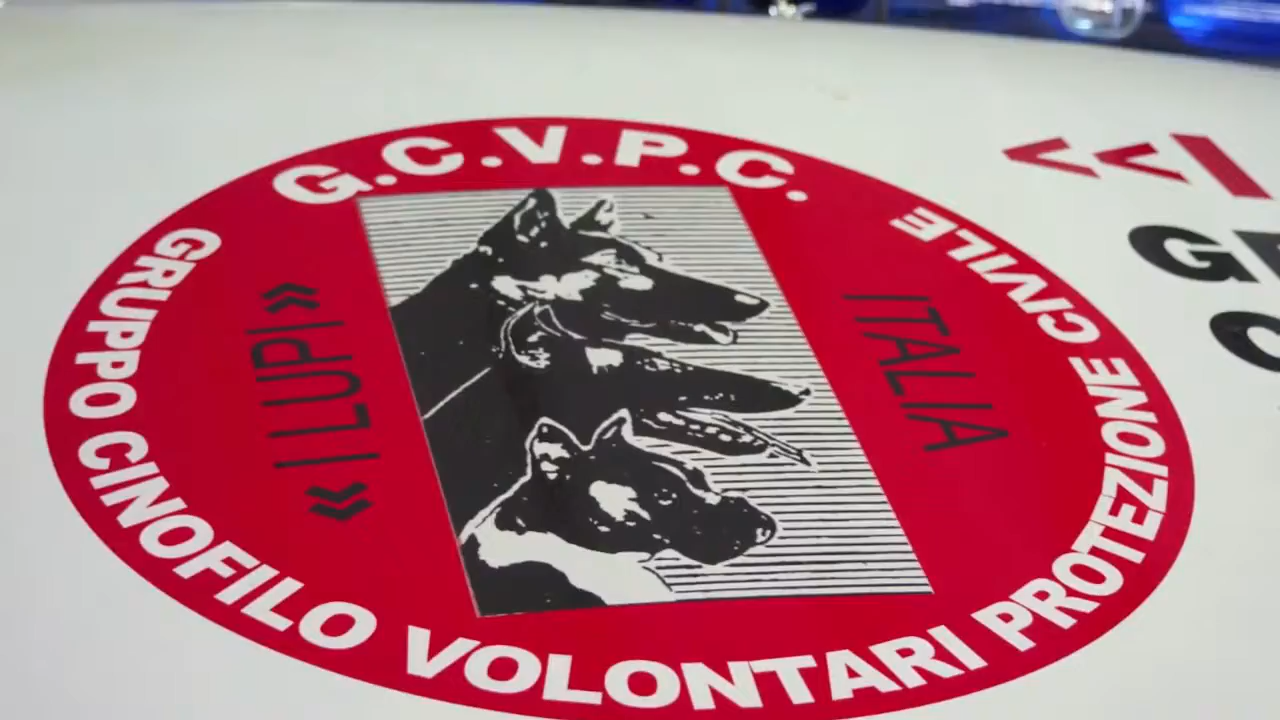 G.C.V.P.C.
GRUPPO CINOFILO VOLONTARI PROTEZIONE CIVILE
« I LUPI »
ITALIA